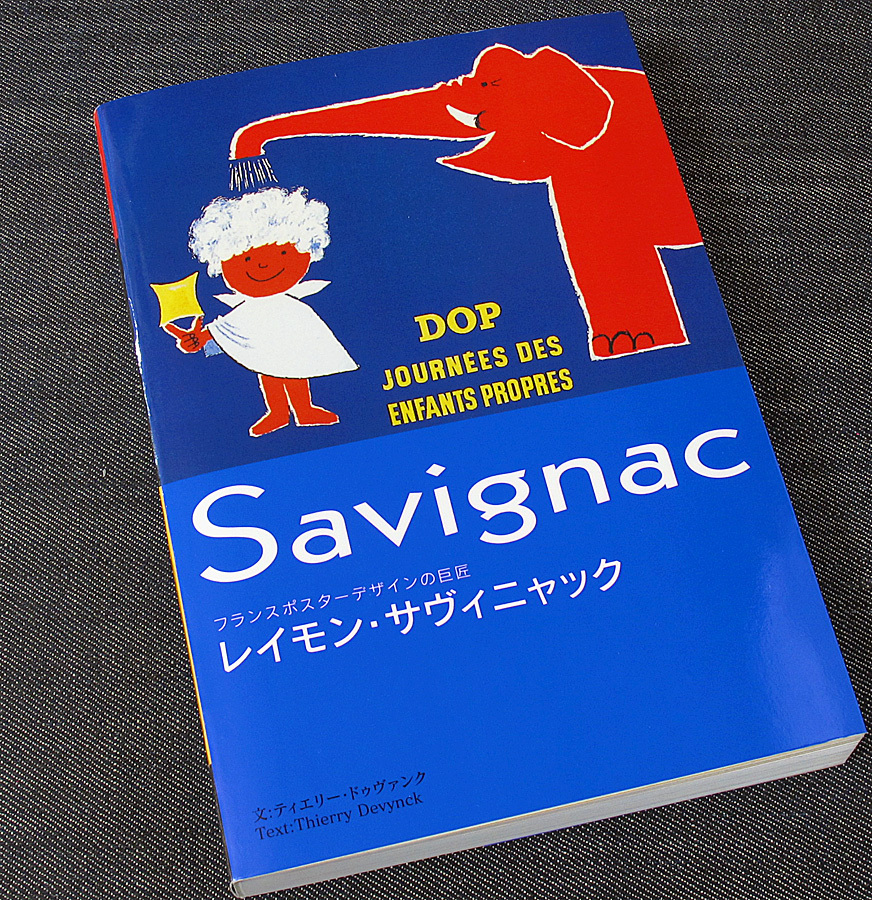 DOP
JOURNÉES DES
ENFANTS PROPRES
Savignac
フランスポスターデザインの巨匠
レイモン・サヴィニャック
文:ティエリー・ドゥヴァンク
Text:Thierry Devynck